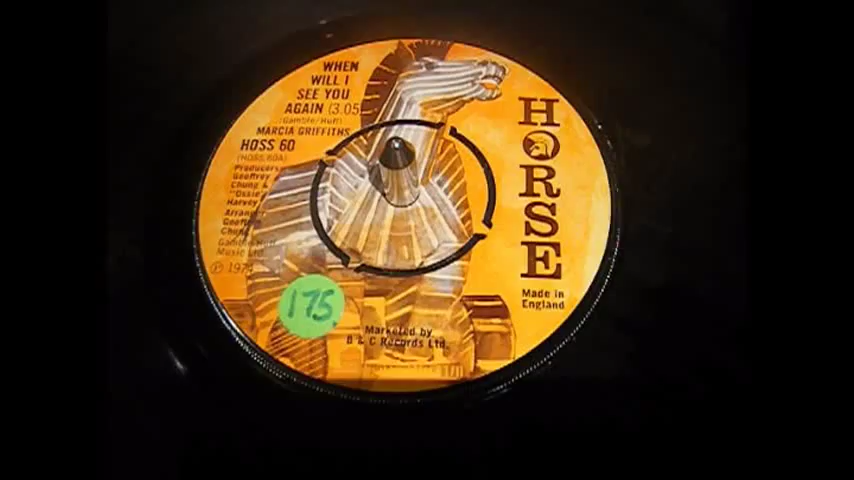 WHEN
WILL I
SEE YOU
AGAIN (3.05)
(Gamble/Huff)
MARCIA GRIFFITHS
HOSS 60
(HOSS 60A)
Producers
Geoffrey
Chung &
"Ossie"
Harvey
Arranger
Geoffrey
Chung
Gamble-Huff
Music Ltd.
℗ 1974
175
HORSE
Made in
England
Marketed by
B & C Records Ltd.